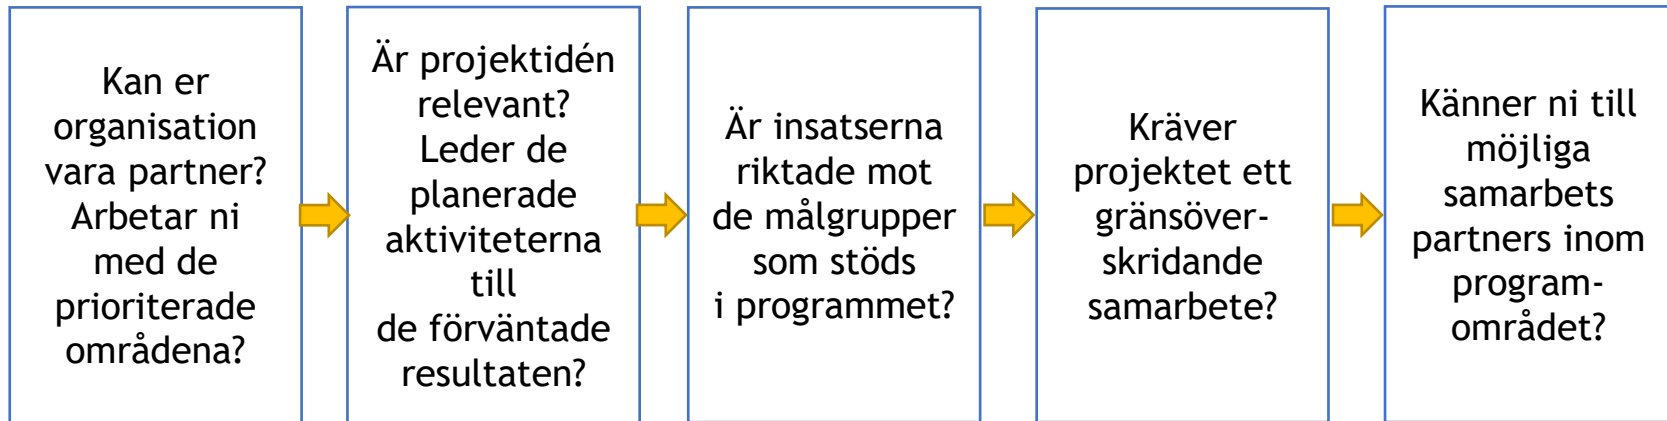 Kan er
organisation
vara partner?
Arbetar ni
med de
prioriterade
områdena?
Är projektidén
relevant?
Leder de
planerade
aktiviteterna
till
de förväntade
resultaten?
Är insatserna
riktade mot
de målgrupper
som stöds
i programmet?
Kräver
projektet ett
gränsöver-
skridande
samarbete?
Känner ni till
möjliga
samarbets
partners inom
program-
området?